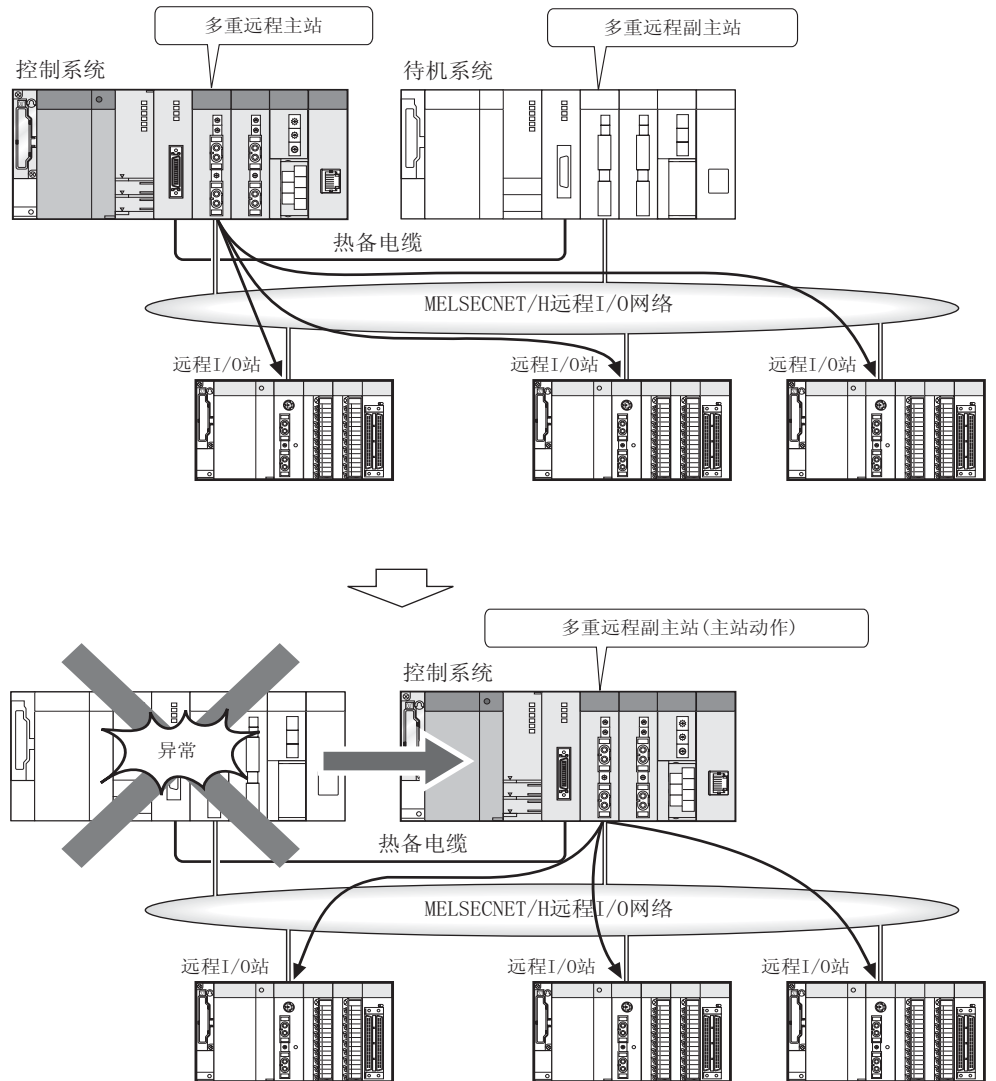 多重远程主站
多重远程副主站
控制系统
待机系统
热备电缆
MELSECNET/H远程I/O网络
远程I/O站
远程I/O站
远程I/O站
多重远程副主站(主站动作)
控制系统
异常
热备电缆
MELSECNET/H远程I/O网络
远程I/O站
远程I/O站
远程I/O站